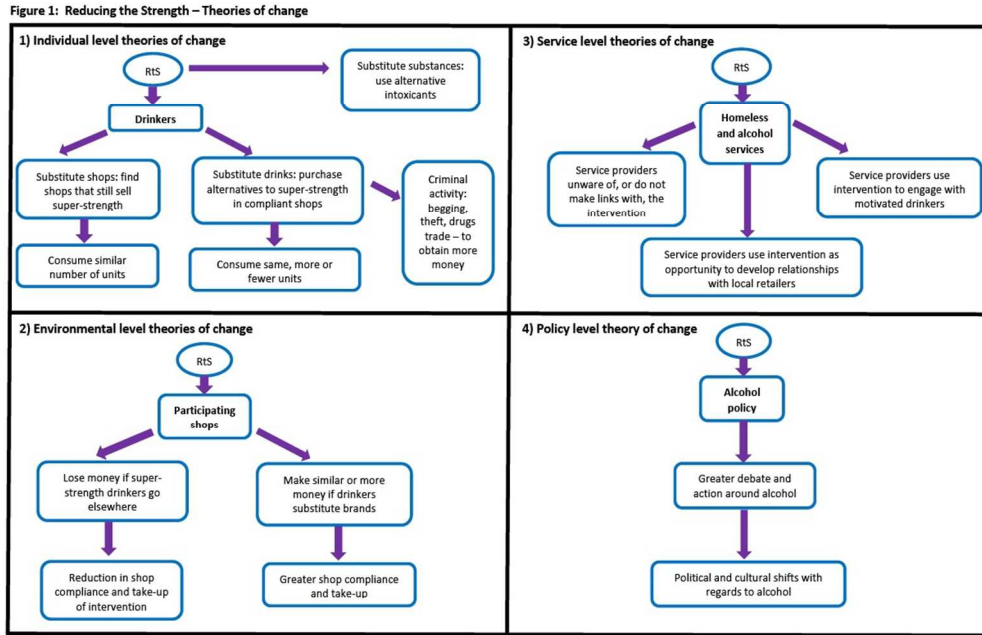 Figure 1: Reducing the Strength – Theories of change
1) Individual level theories of change
RtS
Substitute substances:
use alternative
intoxicants
Drinkers
Substitute shops: find
shops that still sell
super-strength
Substitute drinks: purchase
alternatives to super-strength
in compliant shops
Criminal
activity:
begging,
theft, drugs
trade – to
obtain more
money
Consume similar
number of units
Consume same, more or
fewer units
3) Service level theories of change
RtS
Homeless
and alcohol
services
Service providers
unware of, or do not
make links with, the
intervention
Service providers use
intervention to engage with
motivated drinkers
Service providers use intervention as
opportunity to develop relationships
with local retailers
2) Environmental level theories of change
RtS
Participating
shops
Lose money if super-
strength drinkers go
elsewhere
Make similar or more
money if drinkers
substitute brands
Reduction in shop
compliance and take-up
of intervention
Greater shop compliance
and take-up
4) Policy level theory of change
RtS
Alcohol
policy
Greater debate and
action around alcohol
Political and cultural shifts with
regards to alcohol